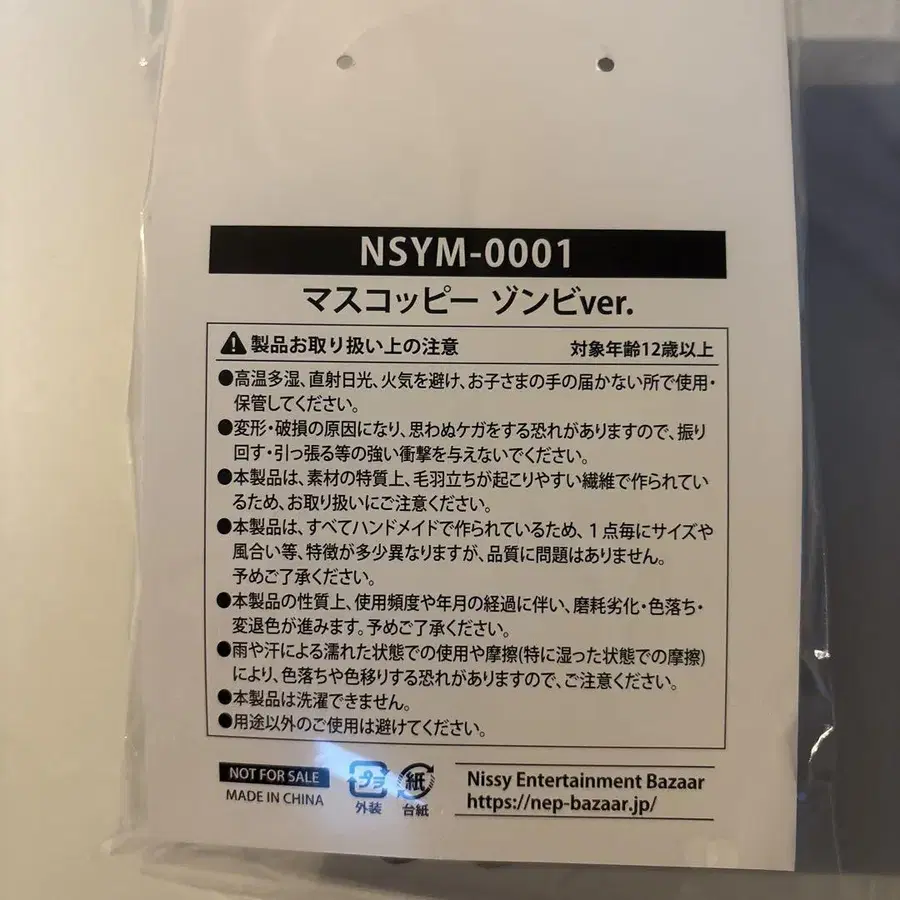 NSYM-0001
マスコッピー ゾンビver.
製品お取り扱い上の注意 対象年齢12歳以上
●高温多湿、直射日光、火気を避け、お子さまの手の届かない所で使用・
保管してください。
●変形・破損の原因になり、思わぬケガをする恐れがありますので、振り
回す・引っ張る等の強い衝撃を与えないでください。
●本製品は、素材の特質上、毛羽立ちが起こりやすい繊維で作られてい
るため、お取り扱いにご注意ください。
●本製品は、すべてハンドメイドで作られているため、1点毎にサイズや
風合い等、特徴が多少異なりますが、品質に問題はありません。
予めご了承ください。
●本製品の性質上、使用頻度や年月の経過に伴い、磨耗劣化・色落ち・
変退色が進みます。予めご了承ください。
●雨や汗による濡れた状態での使用や摩擦(特に湿った状態での摩擦)
により、色落ちや色移りする恐れがありますので、ご注意ください。
●本製品は洗濯できません。
●用途以外のご使用は避けてください。
NOT FOR SALE
MADE IN CHINA
プラ
外装
紙
台紙
Nissy Entertainment Bazaar
https://nep-bazaar.jp/